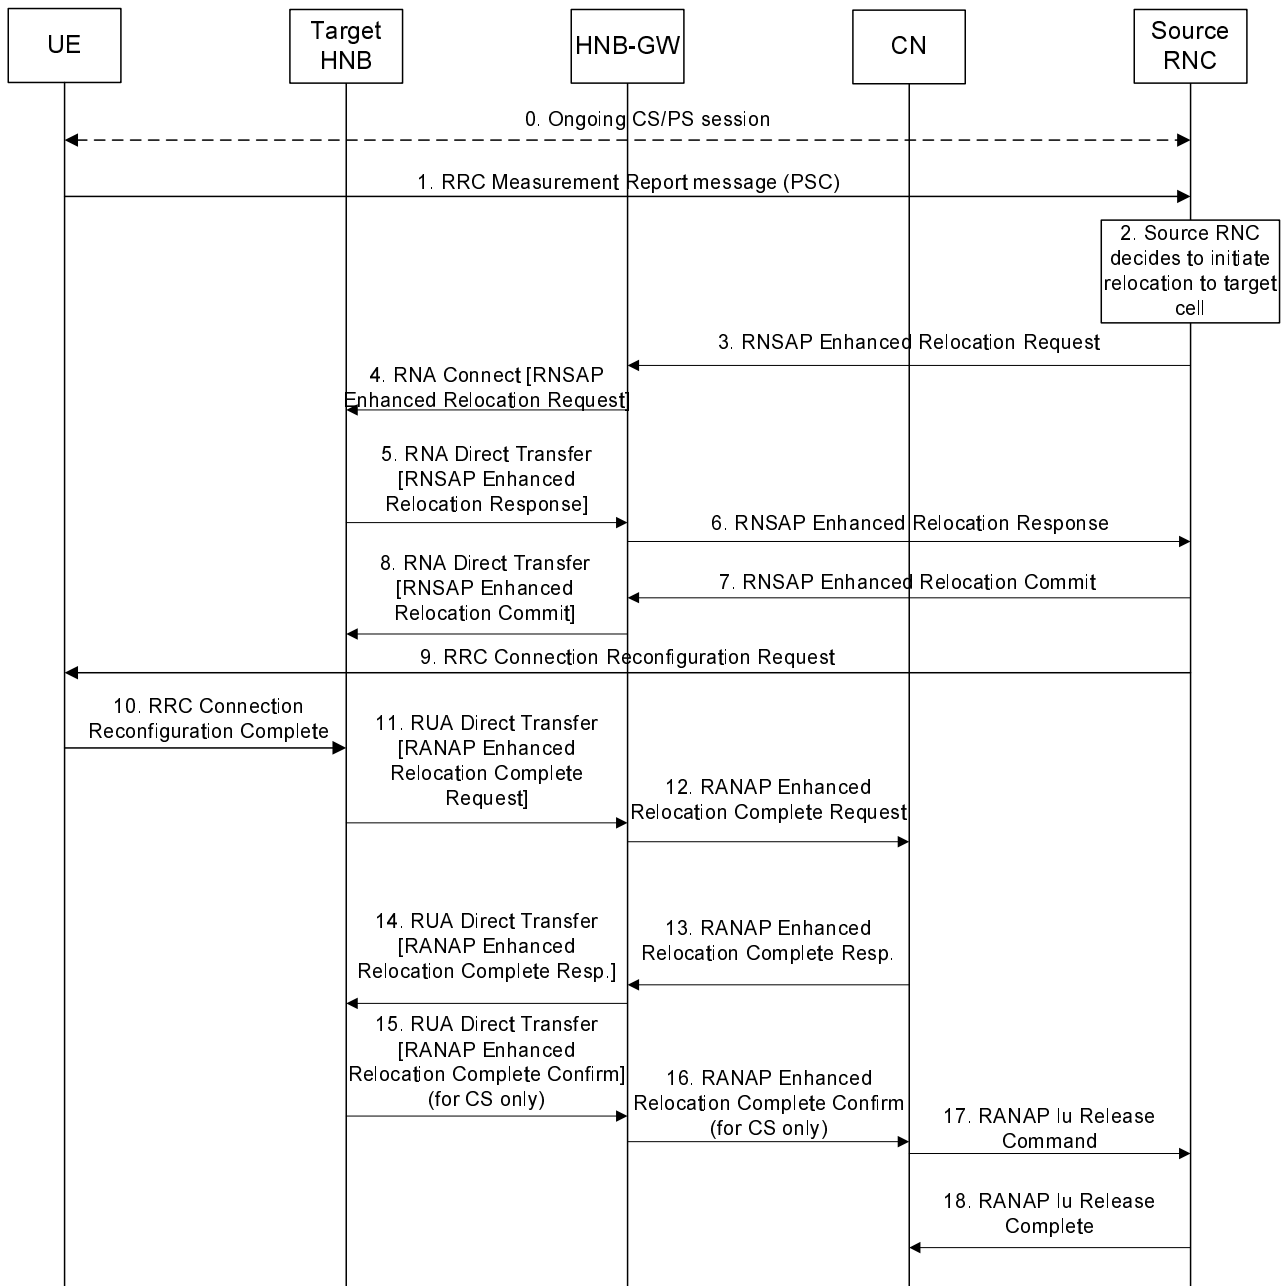 UE
Target
HNB
HNB-GW
CN
Source
RNC
0. Ongoing CS/PS session
1. RRC Measurement Report message (PSC)
2. Source RNC
decides to initiate
relocation to target
cell
3. RNSAP Enhanced Relocation Request
4. RNA Connect [RNSAP
Enhanced Relocation Request]
5. RNA Direct Transfer
[RNSAP Enhanced
Relocation Response]
6. RNSAP Enhanced Relocation Response
8. RNA Direct Transfer
[RNSAP Enhanced
Relocation Commit]
7. RNSAP Enhanced Relocation Commit
9. RRC Connection Reconfiguration Request
10. RRC Connection
Reconfiguration Complete
11. RUA Direct Transfer
[RANAP Enhanced
Relocation Complete
Request]
12. RANAP Enhanced
Relocation Complete Request
14. RUA Direct Transfer
[RANAP Enhanced
Relocation Complete Resp.]
13. RANAP Enhanced
Relocation Complete Resp.
15. RUA Direct Transfer
[RANAP Enhanced
Relocation Complete Confirm]
(for CS only)
16. RANAP Enhanced
Relocation Complete Confirm
(for CS only)
17. RANAP Iu Release
Command
18. RANAP Iu Release
Complete